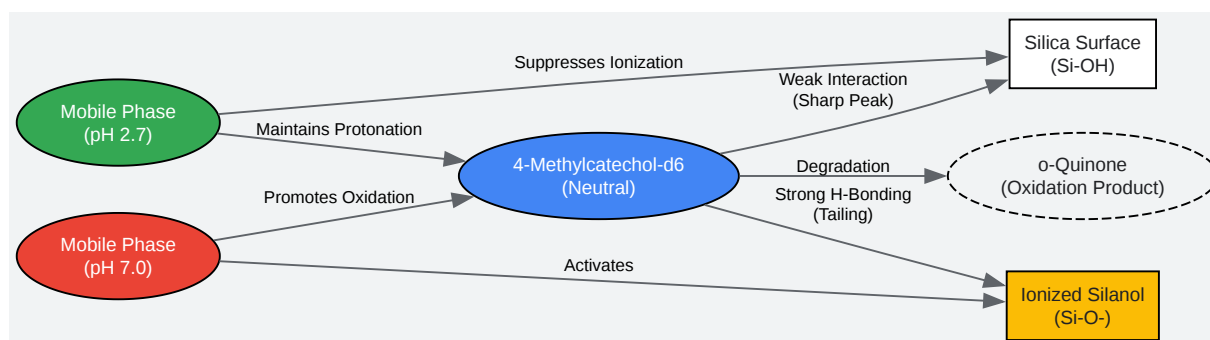 Silica Surface
(Si-OH)
Suppresses Ionization
Weak Interaction
(Sharp Peak)
Mobile Phase
(pH 2.7)
Maintains Protonation
4-Methylcatechol-d6
(Neutral)
Degradation
o-Quinone
(Oxidation Product)
Promotes Oxidation
Strong H-Bonding
(Tailing)
Mobile Phase
(pH 7.0)
Activates
Ionized Silanol
(Si-O-)